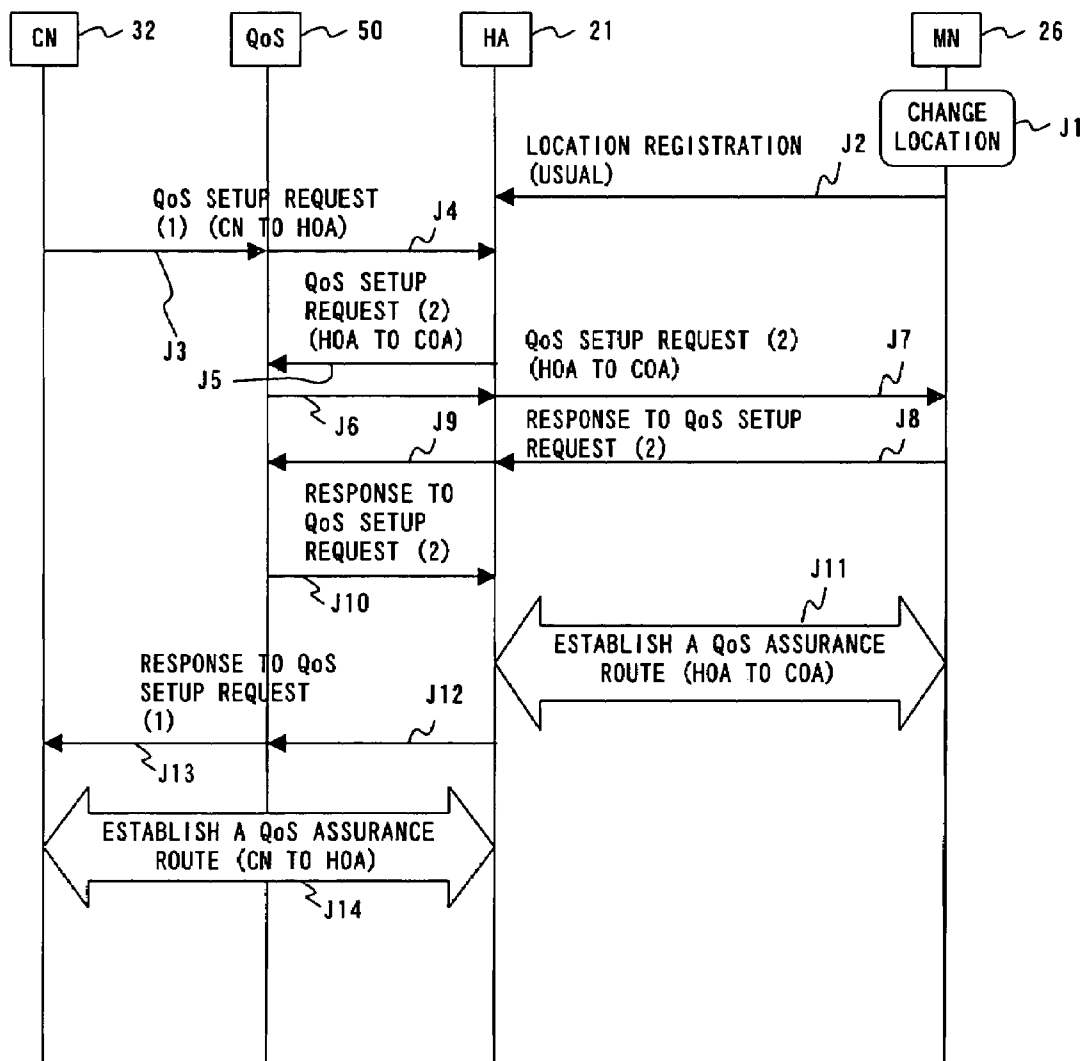 CN 32 QoS 50 HA 21 MN 26
CHANGE
LOCATION
J1
LOCATION REGISTRATION
(USUAL)
J2
QoS SETUP REQUEST
(1) (CN TO HOA)
J4
J3
QoS SETUP
REQUEST (2)
(HOA TO COA)
J5
QoS SETUP REQUEST (2)
(HOA TO COA)
J7
J6
J9
RESPONSE TO QoS SETUP
REQUEST (2)
J8
RESPONSE TO
QoS SETUP
REQUEST (2)
J10
J11
ESTABLISH A QoS ASSURANCE
ROUTE (HOA TO COA)
RESPONSE TO QoS
SETUP REQUEST
(1)
J12
J13
ESTABLISH A QoS ASSURANCE
ROUTE (CN TO HOA)
J14